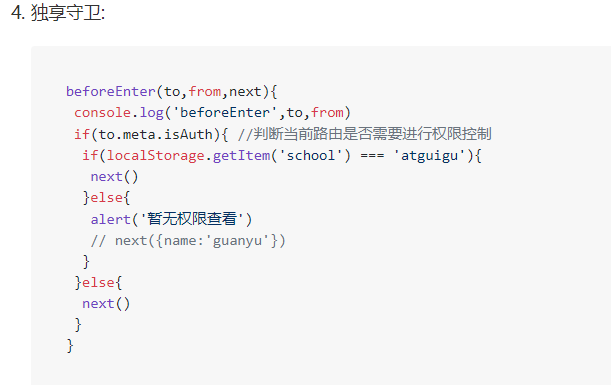 4. 独享守卫:
beforeEnter(to,from,next){
console.log('beforeEnter',to,from)
if(to.meta.isAuth){ //判断当前路由是否需要进行权限控制
if(localStorage.getItem('school') === 'atguigu'){
next()
}else{
alert('暂无权限查看')
// next({name:'guanyu'})
}
}else{
next()
}
}